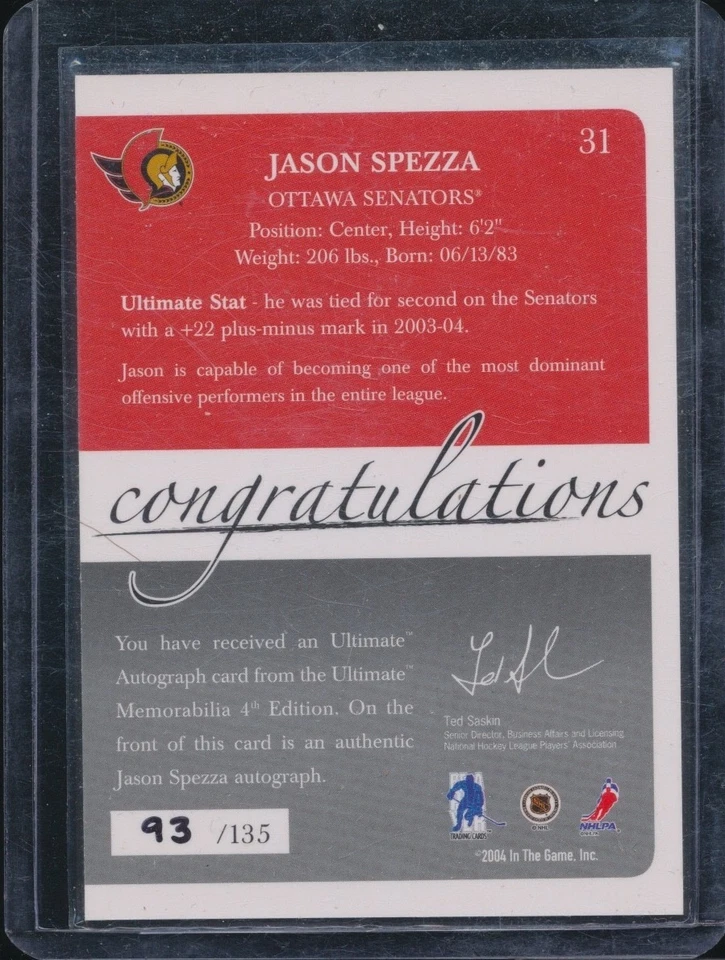 31
JASON SPEZZA
OTTAWA SENATORS®
Position: Center, Height: 6'2"
Weight: 206 lbs., Born: 06/13/83
Ultimate Stat - he was tied for second on the Senators
with a +22 plus-minus mark in 2003-04.
Jason is capable of becoming one of the most dominant
offensive performers in the entire league.
congratulations
You have received an Ultimate™
Autograph card from the Ultimate™
Memorabilia 4th Edition. On the
front of this card is an authentic
Jason Spezza autograph.
93 /135
Ted Saskin
Senior Director, Business Affairs and Licensing
National Hockey League Players' Association
TRADING CARDS
© NHL
NHLPA
©2004 In The Game, Inc.